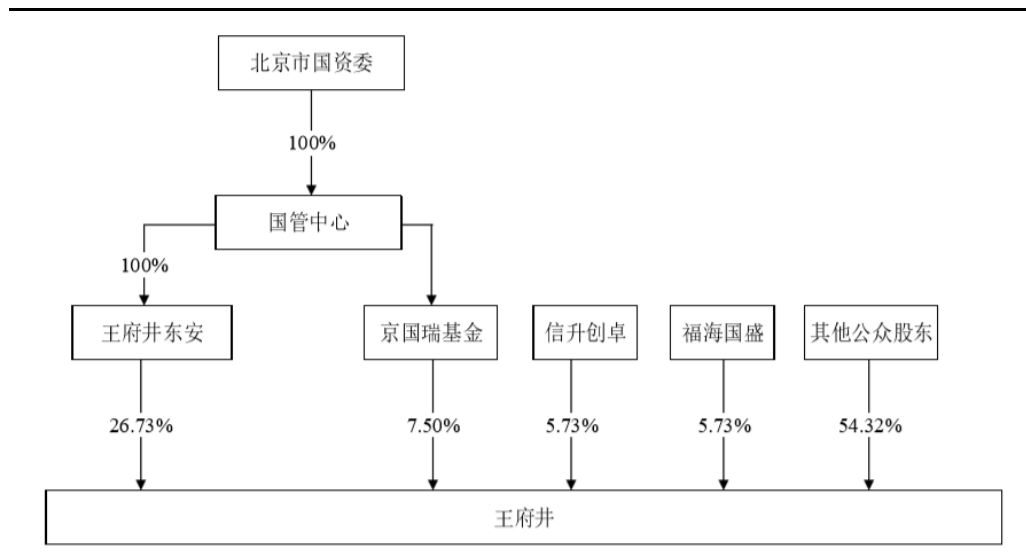 北京市国资委
100%
国管中心
100%
王府井东安
京国瑞基金
信升创卓
福海国盛
其他公众股东
26.73%
7.50%
5.73%
5.73%
54.32%
王府井